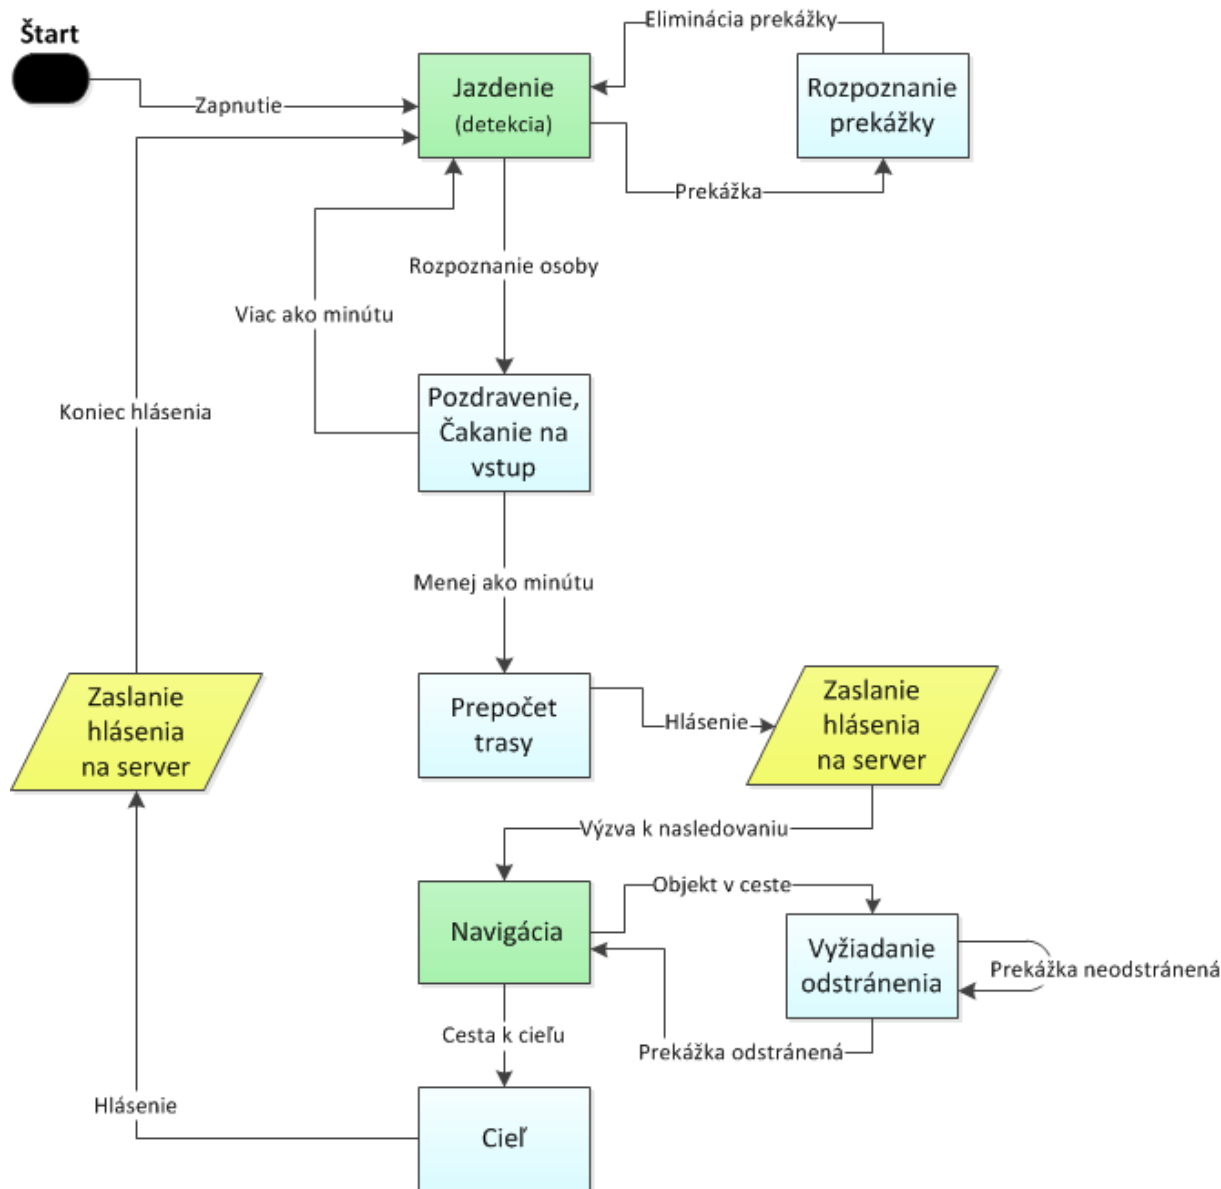 Štart
Eliminácia prekážky
Jazdenie
(detekcia)
Rozpoznanie
prekážky
Zapnutie
Prekážka
Rozpoznanie osoby
Viac ako minútu
Pozdravenie,
Čakanie na
vstup
Koniec hlásenia
Menej ako minútu
Zaslanie
hlásenia
na server
Prepočet
trasy
Hlásenie
Zaslanie
hlásenia
na server
Výzva k nasledovaniu
Objekt v ceste
Navigácia
Vyžiadanie
odstránenia
Prekážka neodstránená
Cesta k cieľu
Prekážka odstránená
Hlásenie
Cieľ